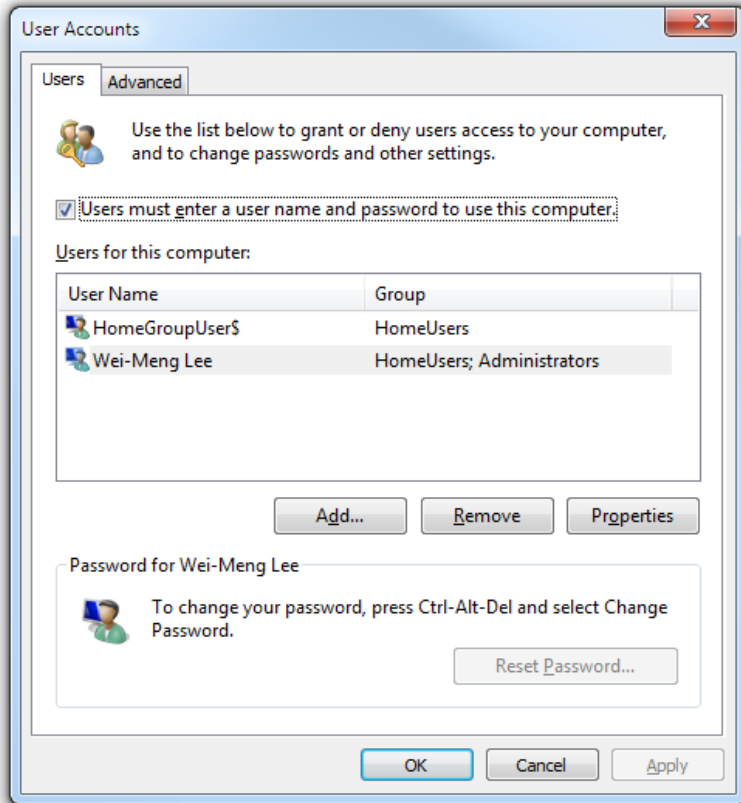 User Accounts
Users
Advanced
Use the list below to grant or deny users access to your computer,
and to change passwords and other settings.
Users must enter a user name and password to use this computer.
Users for this computer:
User Name Group
HomeGroupUser$ HomeUsers
Wei-Meng Lee HomeUsers; Administrators
Add... Remove Properties
Password for Wei-Meng Lee
To change your password, press Ctrl-Alt-Del and select Change
Password.
Reset Password...
OK Cancel Apply